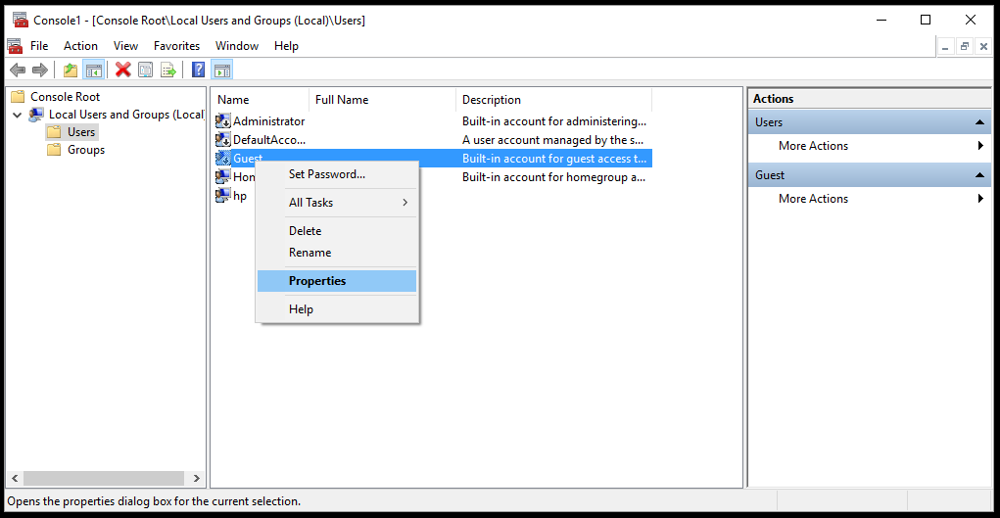 Console1 - [Console Root\Local Users and Groups (Local)\Users]
File Action View Favorites Window Help
Console Root
Local Users and Groups (Local)
Users
Groups
Name Full Name Description
Administrator Built-in account for administering...
DefaultAcco... A user account managed by the s...
Guest Built-in account for guest access t...
Hon Built-in account for homegroup a...
hp
Set Password...
All Tasks
Delete
Rename
Properties
Help
Actions
Users
More Actions
Guest
More Actions
Opens the properties dialog box for the current selection.